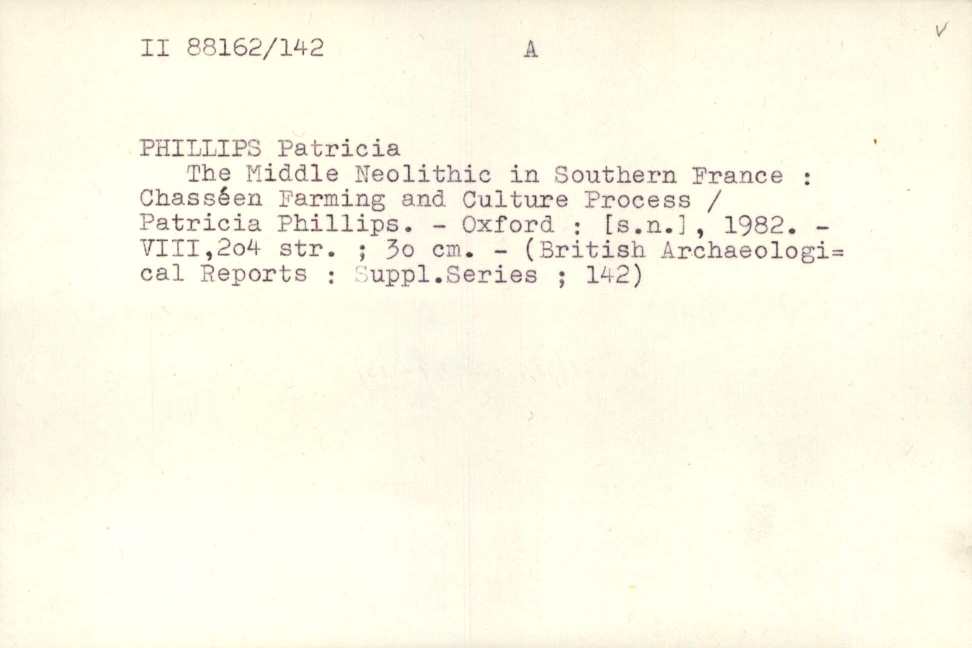 II 88162/142 A
PHILLIPS Patricia
The Middle Neolithic in Southern France :
Chasséen Farming and Culture Process /
Patricia Phillips. - Oxford : [s.n.], 1982. -
VIII,2o4 str. ; 3o cm. - (British Archaeologi=
cal Reports : Suppl.Series ; 142)